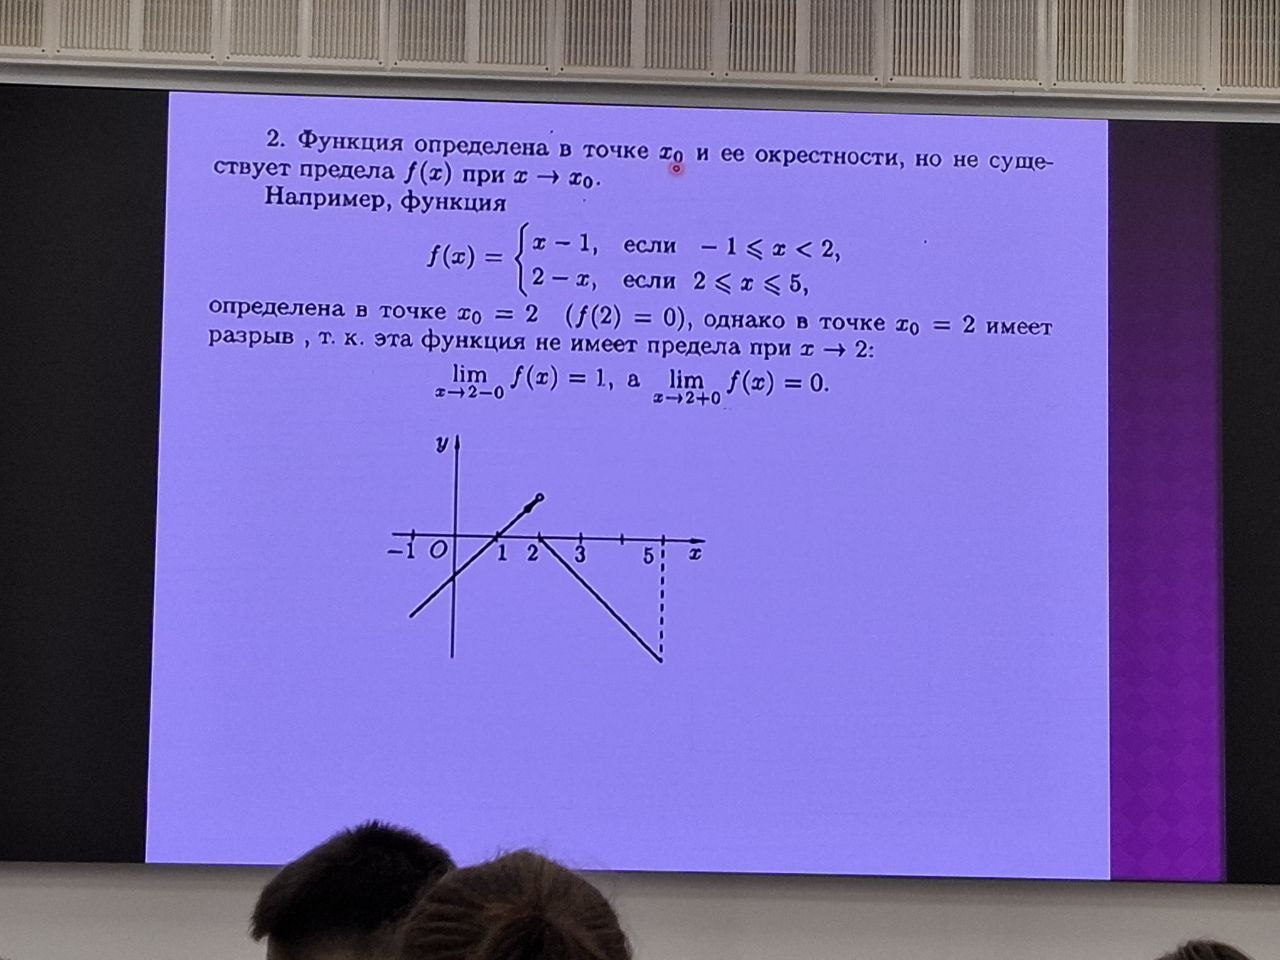 2. Функция определена в точке x₀ и ее окрестности, но не суще-
ствует предела f(x) при x → x₀.
Например, функция
f(x) = { x − 1, если − 1 ⩽ x < 2,
2 − x, если 2 ⩽ x ⩽ 5,
определена в точке x₀ = 2 (f(2) = 0), однако в точке x₀ = 2 имеет
разрыв , т. к. эта функция не имеет предела при x → 2:
lim f(x) = 1, а lim f(x) = 0.
x→2−0 x→2+0
y
−1 O 1 2 3 5 x